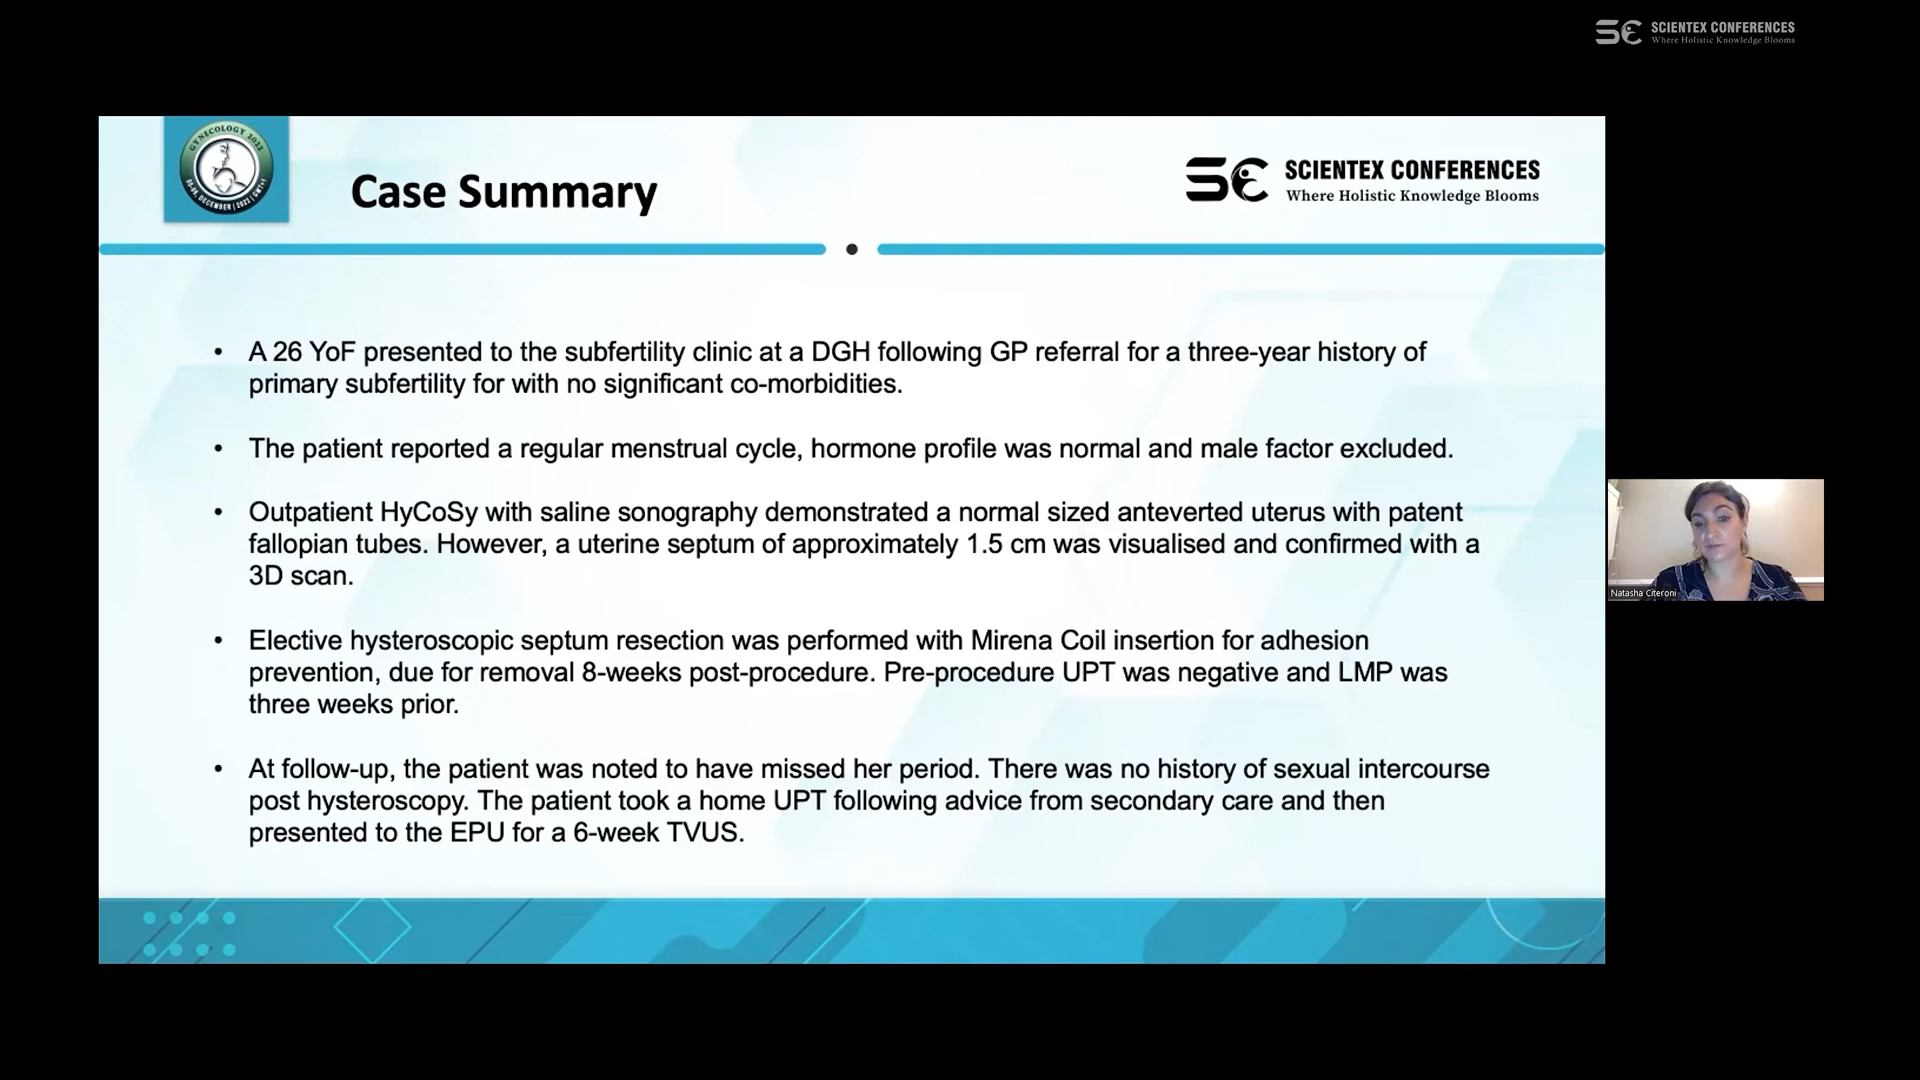 SCIENTEX CONFERENCES
Where Holistic Knowledge Blooms
GYNECOLOGY 2022
Case Summary
SCIENTEX CONFERENCES
Where Holistic Knowledge Blooms
• A 26 YoF presented to the subfertility clinic at a DGH following GP referral for a three-year history of
primary subfertility for with no significant co-morbidities.
• The patient reported a regular menstrual cycle, hormone profile was normal and male factor excluded.
• Outpatient HyCoSy with saline sonography demonstrated a normal sized anteverted uterus with patent
fallopian tubes. However, a uterine septum of approximately 1.5 cm was visualised and confirmed with a
3D scan.
• Elective hysteroscopic septum resection was performed with Mirena Coil insertion for adhesion
prevention, due for removal 8-weeks post-procedure. Pre-procedure UPT was negative and LMP was
three weeks prior.
• At follow-up, the patient was noted to have missed her period. There was no history of sexual intercourse
post hysteroscopy. The patient took a home UPT following advice from secondary care and then
presented to the EPU for a 6-week TVUS.
Natasha Citeroni